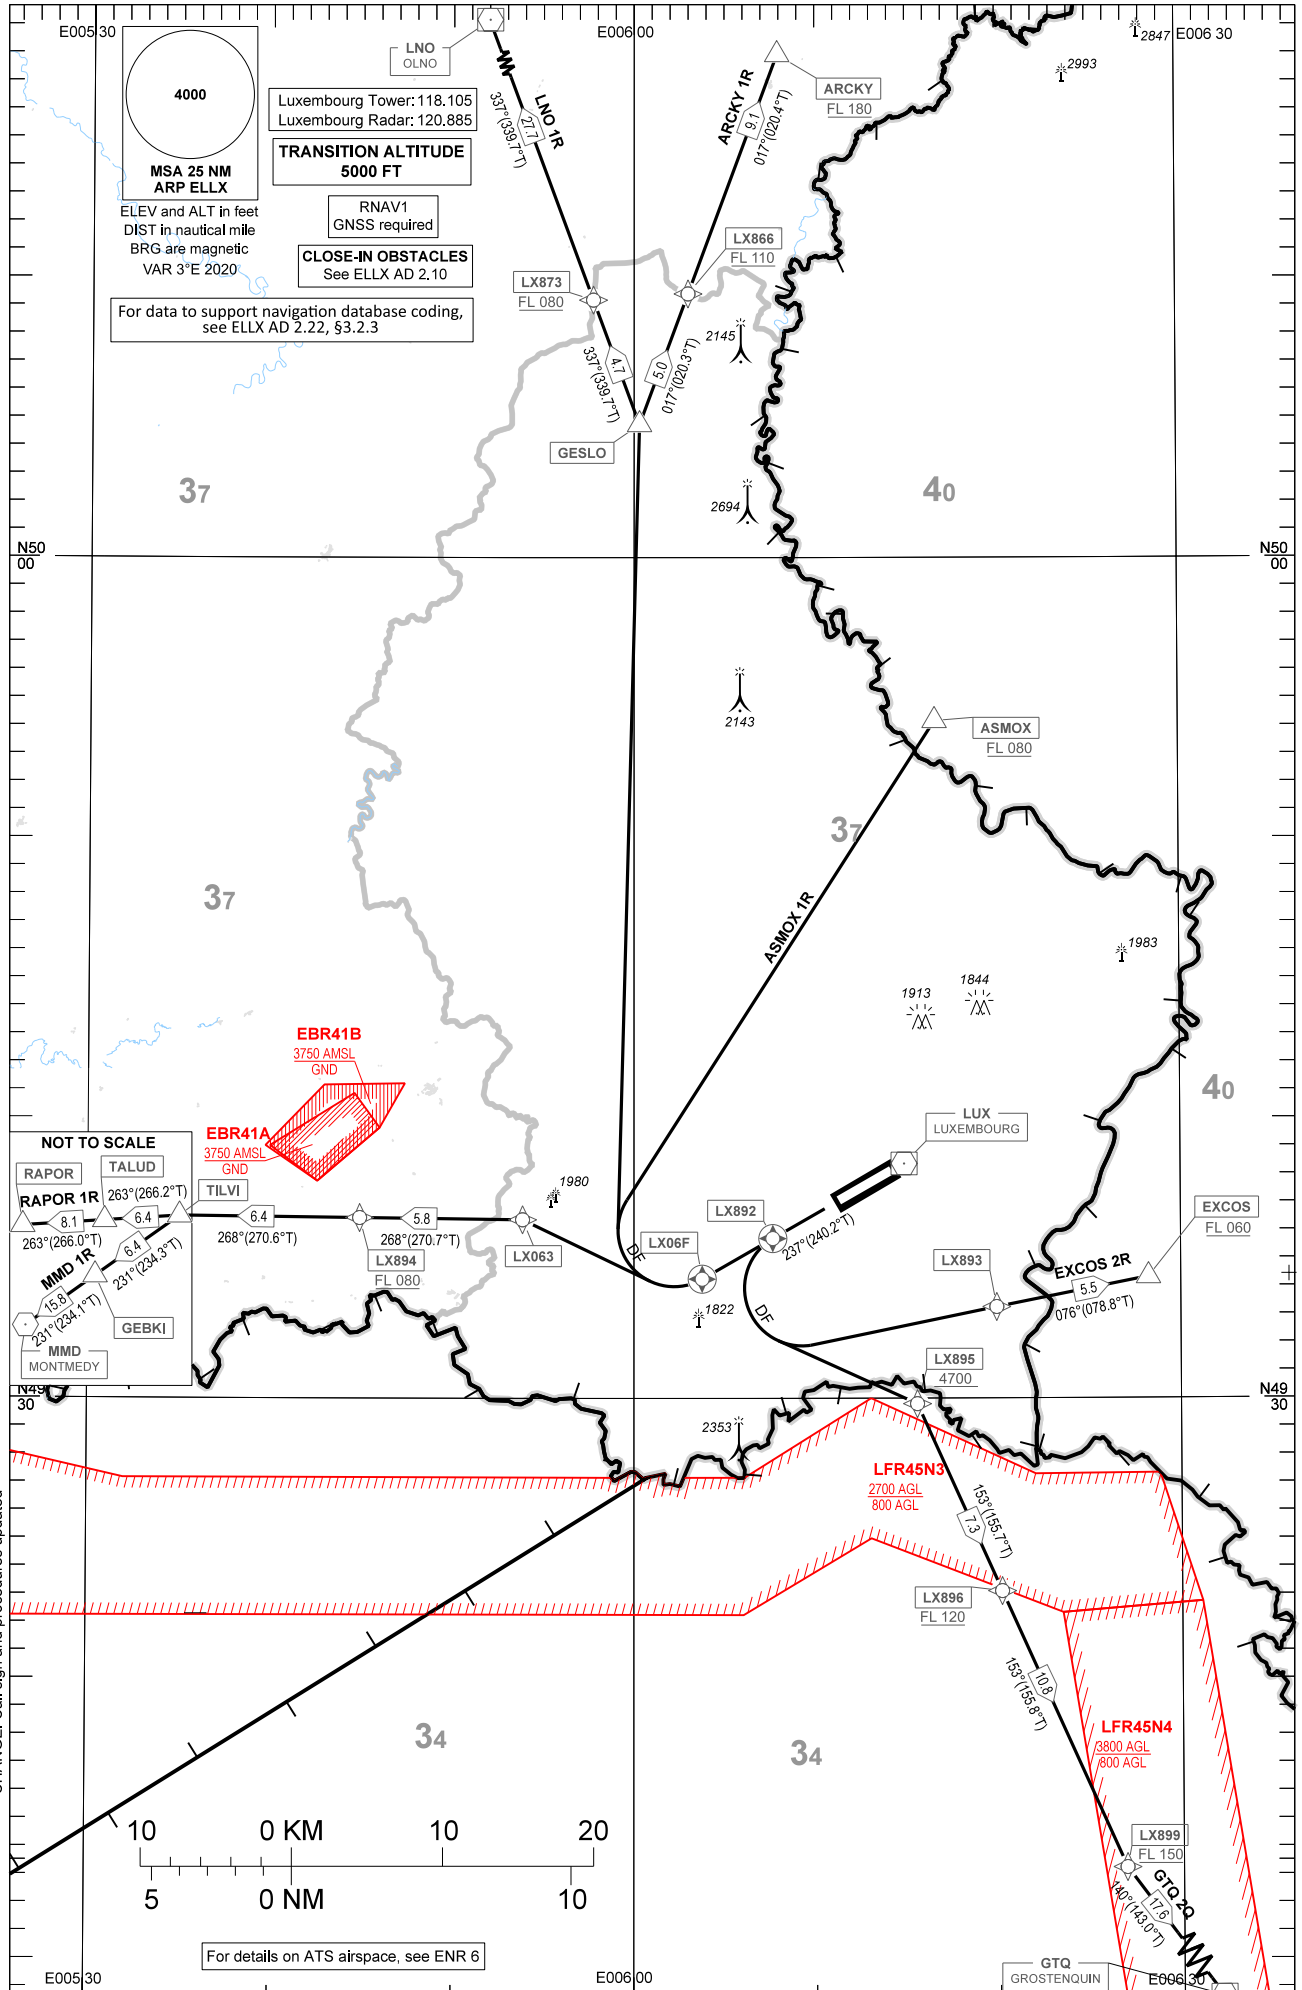 E005 30
E006 00
E006 30
4000
MSA 25 NM
ARP ELLX
ELEV and ALT in feet
DIST in nautical mile
BRG are magnetic
VAR 3°E 2020
Luxembourg Tower: 118.105
Luxembourg Radar: 120.885
TRANSITION ALTITUDE
5000 FT
RNAV1
GNSS required
CLOSE-IN OBSTACLES
See ELLX AD 2.10
For data to support navigation database coding,
see ELLX AD 2.22, §3.2.3
LNO
OLNO
LNO 1R
27.7
337°(339.7°T)
ARCKY 1R
9.1
017°(020.4°T)
ARCKY
FL 180
2847
2993
LX873
FL 080
LX866
FL 110
4.7
337°(339.7°T)
5.0
017°(020.3°T)
2145
GESLO
37
40
2694
N50
00
N50
00
2143
ASMOX
FL 080
37
37
ASMOX 1R
1983
1913
1844
EBR41B
3750 AMSL
GND
EBR41A
3750 AMSL
GND
40
LUX
LUXEMBOURG
NOT TO SCALE
RAPOR
TALUD
TILVI
RAPOR 1R
263°(266.2°T)
8.1
6.4
263°(266.0°T)
MMD 1R
6.4
231°(234.3°T)
15.8
231°(234.1°T)
GEBKI
MMD
MONTMEDY
6.4
268°(270.6°T)
5.8
268°(270.7°T)
LX894
FL 080
LX063
1980
DF
LX06F
LX892
237°(240.2°T)
1822
DF
LX893
EXCOS 2R
5.5
076°(078.8°T)
EXCOS
FL 060
LX895
4700
N49
30
N49
30
2353
LFR45N3
2700 AGL
800 AGL
7.3
153°(155.7°T)
LX896
FL 120
10.8
153°(155.8°T)
34
34
LFR45N4
3800 AGL
800 AGL
LX899
FL 150
GTQ 2Q
17.6
140°(143.0°T)
GTQ
GROSTENQUIN
10 0 KM 10 20
5 0 NM 10
For details on ATS airspace, see ENR 6
E005 30
E006 00
E006 30